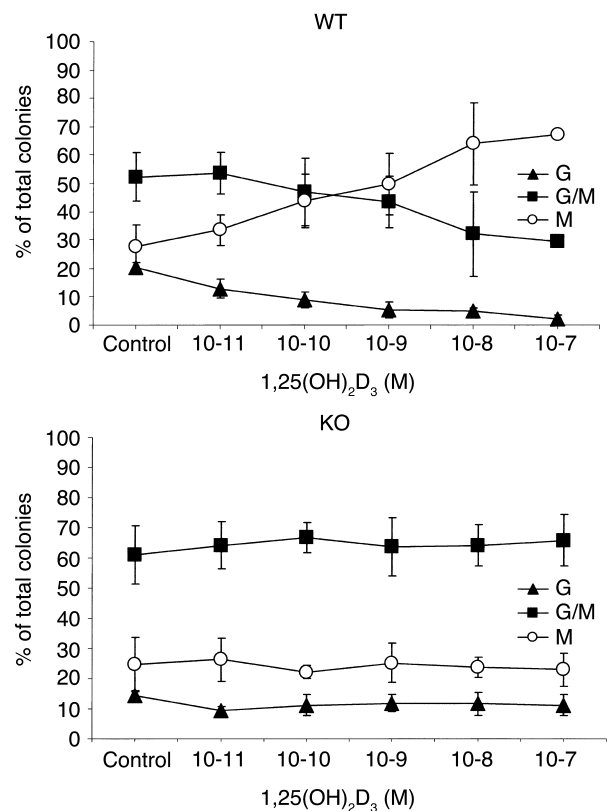 WT
100
90
80
70
60
50
40
30
20
10
0
% of total colonies
G
G/M
M
Control 10-11 10-10 10-9 10-8 10-7
1,25(OH)₂D₃ (M)
KO
100
90
80
70
60
50
40
30
20
10
0
% of total colonies
G
G/M
M
Control 10-11 10-10 10-9 10-8 10-7
1,25(OH)₂D₃ (M)